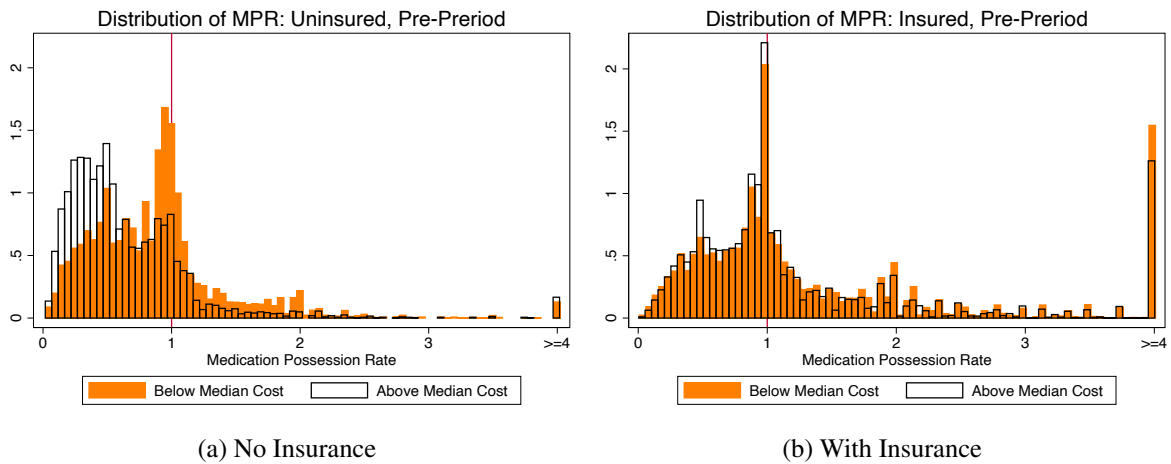 Distribution of MPR: Uninsured, Pre-Preriod
2
1.5
1
.5
0
0 1 2 3 >=4
Medication Possession Rate
Below Median Cost Above Median Cost
(a) No Insurance
Distribution of MPR: Insured, Pre-Preriod
2
1.5
1
.5
0
0 1 2 3 >=4
Medication Possession Rate
Below Median Cost Above Median Cost
(b) With Insurance